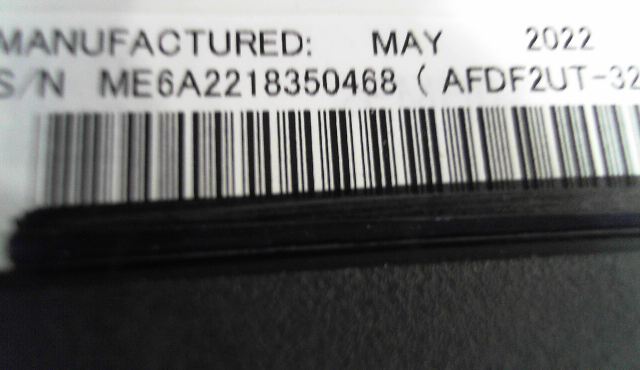 MANUFACTURED: MAY 2022
S/N ME6A2218350468 ( AFDF2UT-32